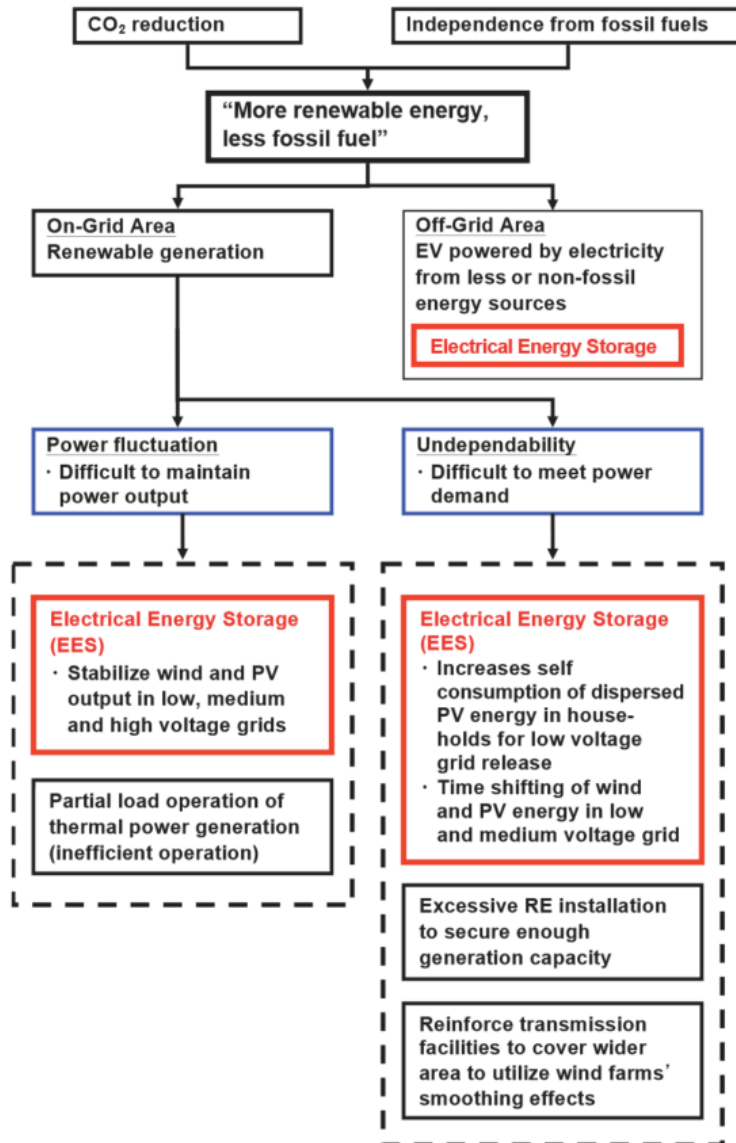 CO₂ reduction
Independence from fossil fuels
“More renewable energy,
less fossil fuel”
On-Grid Area
Renewable generation
Off-Grid Area
EV powered by electricity
from less or non-fossil
energy sources
Electrical Energy Storage
Power fluctuation
· Difficult to maintain
power output
Undependability
· Difficult to meet power
demand
Electrical Energy Storage
(EES)
· Stabilize wind and PV
output in low, medium
and high voltage grids
Partial load operation of
thermal power generation
(inefficient operation)
Electrical Energy Storage
(EES)
· Increases self
consumption of dispersed
PV energy in house-
holds for low voltage
grid release
· Time shifting of wind
and PV energy in low
and medium voltage grid
Excessive RE installation
to secure enough
generation capacity
Reinforce transmission
facilities to cover wider
area to utilize wind farms’
smoothing effects